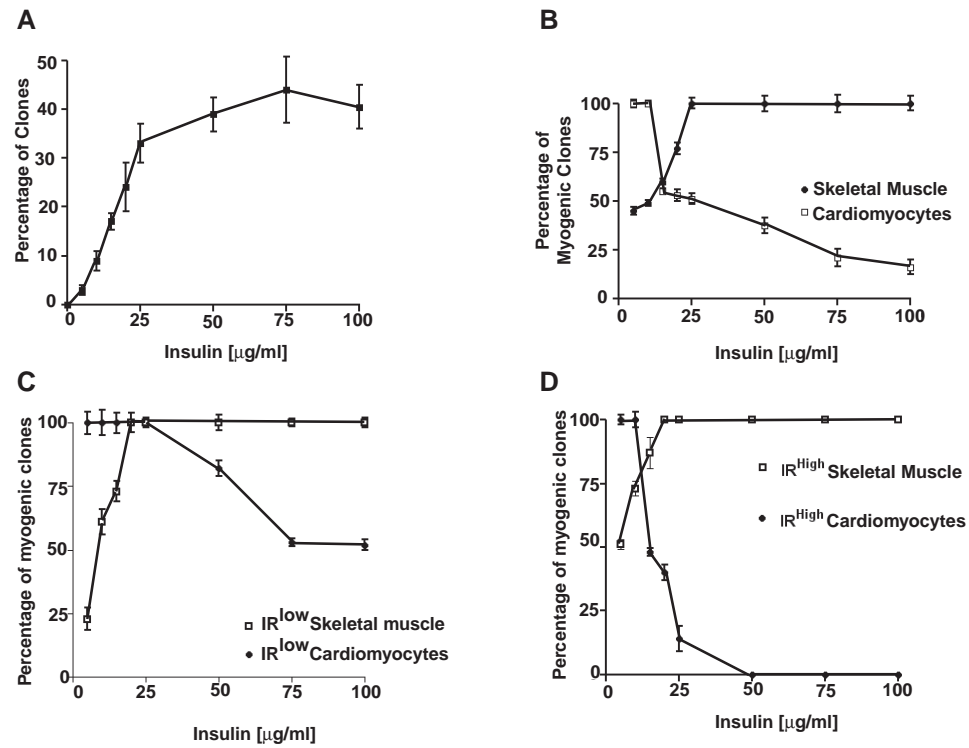 A
Percentage of Clones
50
40
30
20
10
0
0 25 50 75 100
Insulin [µg/ml]
B
Percentage of
Myogenic Clones
100
75
50
25
0
0 25 50 75 100
Insulin [µg/ml]
Skeletal Muscle
Cardiomyocytes
C
Percentage of myogenic clones
100
75
50
25
0
0 25 50 75 100
Insulin [µg/ml]
IRlow Skeletal muscle
IRlow Cardiomyocytes
D
Percentage of myogenic clones
100
75
50
25
0
0 25 50 75 100
Insulin [µg/ml]
IRHigh Skeletal Muscle
IRHigh Cardiomyocytes